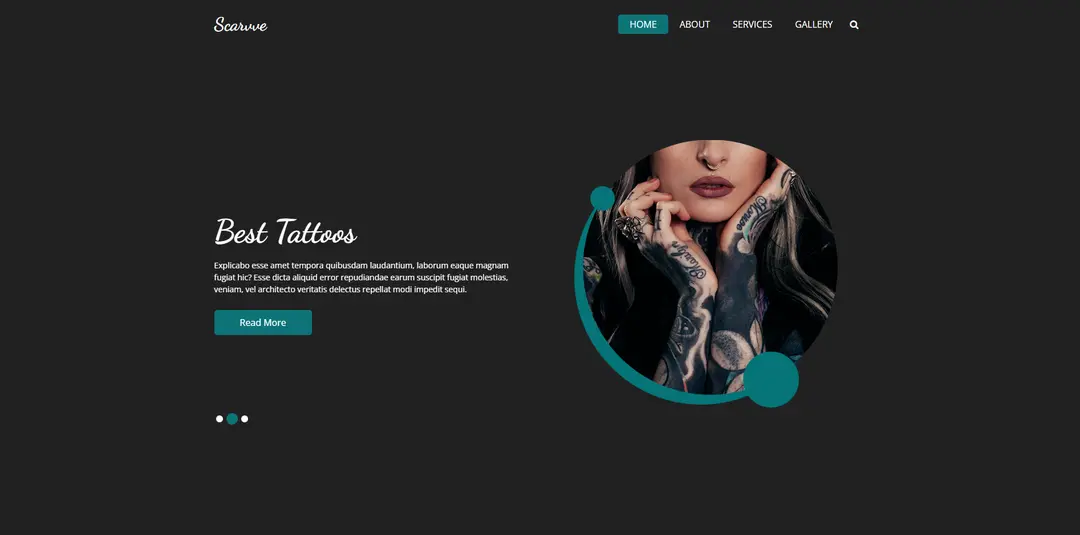 Scarvve
HOME ABOUT SERVICES GALLERY
Best Tattoos
Explicabo esse amet tempora quibusdam laudantium, laborum eaque magnam
fugiat hic? Esse dicta aliquid error repudiandae earum suscipit fugiat molestias,
veniam, vel architecto veritatis delectus repellat modi impedit sequi.
Read More